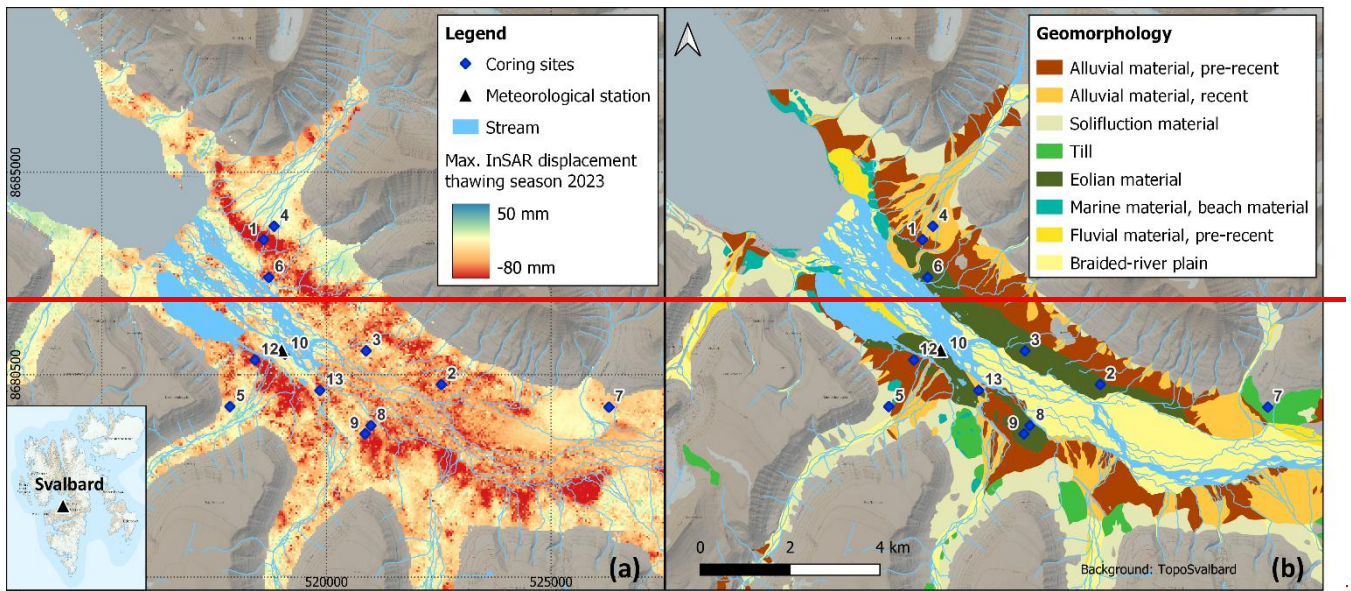 Legend
Coring sites
Meteorological station
Stream
Max. InSAR displacement
thawing season 2023
50 mm
-80 mm
8685000
8680500
520000
525000
1
4
6
3
12
10
2
13
5
7
8
9
Svalbard
(a)
Geomorphology
Alluvial material, pre-recent
Alluvial material, recent
Solifluction material
Till
Eolian material
Marine material, beach material
Fluvial material, pre-recent
Braided-river plain
1
4
6
3
12
10
2
13
5
7
8
9
0 2 4 km
Background: TopoSvalbard
(b)